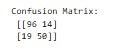 Confusion Matrix:
[[96 14]
[19 50]]